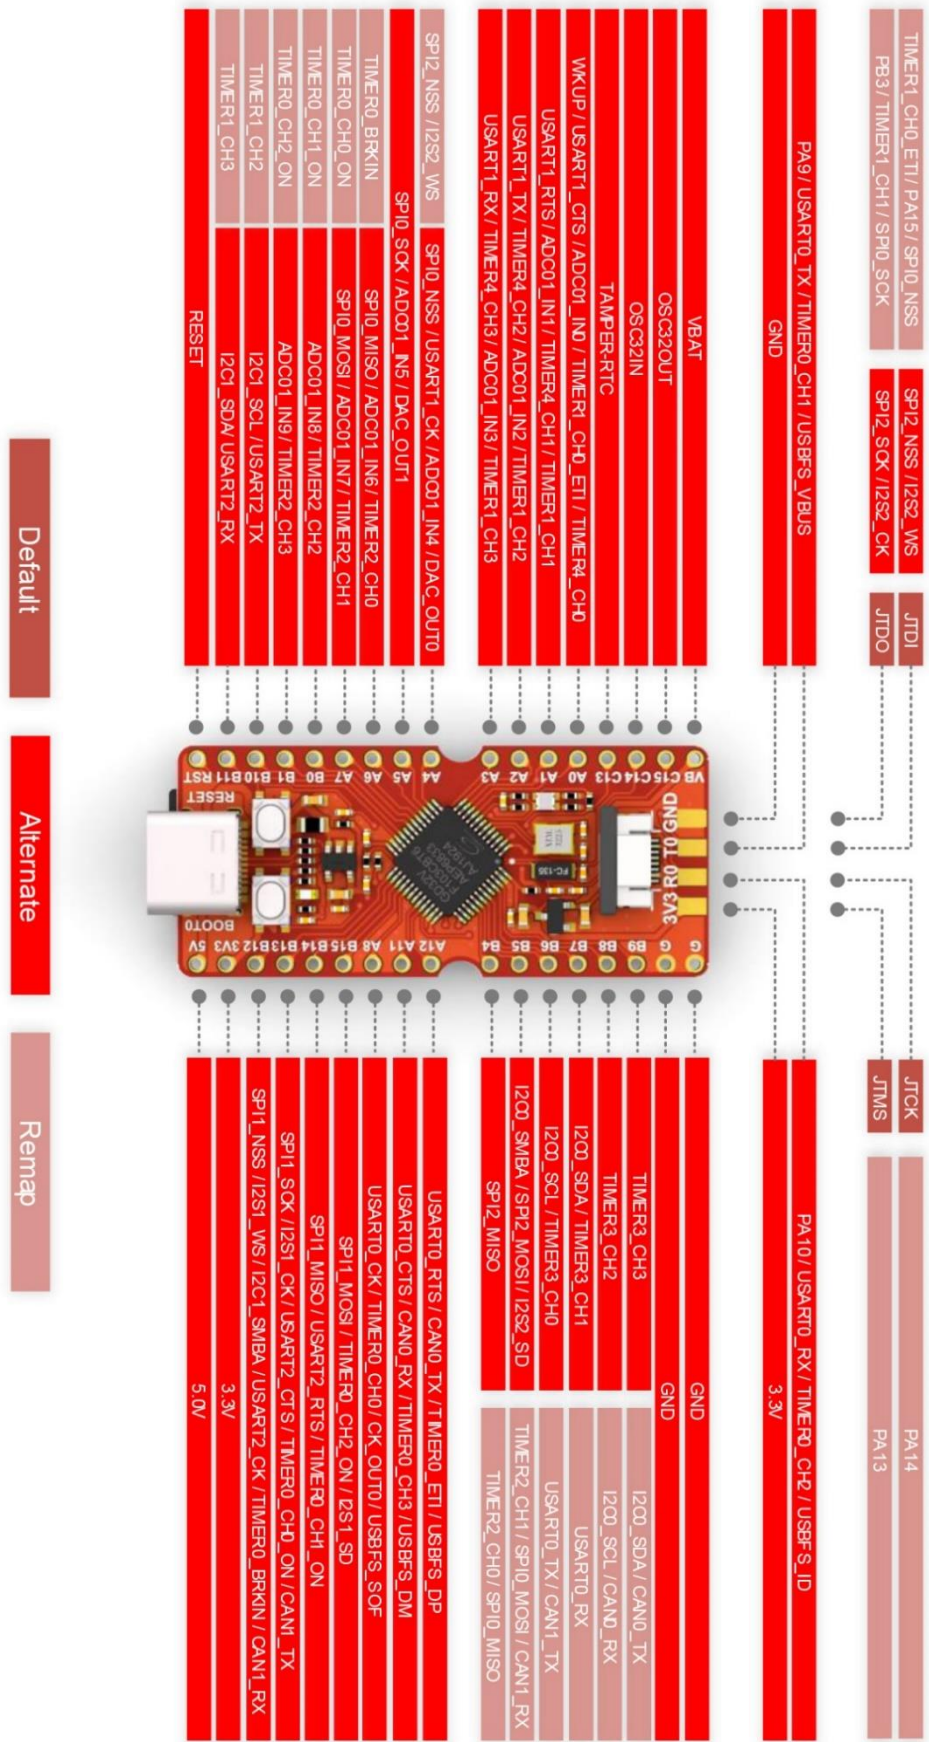 TIMER1_CH0_ETI / PA15 / SPI0_NSS
SPI2_NSS / I2S2_WS
JTDI
JTCK
PA14
PB3 / TIMER1_CH1 / SPI0_SCK
SPI2_SCK / I2S2_CK
JTDO
JTMS
PA13
PA9 / USART0_TX / TIMER0_CH1 / USBFS_VBUS
PA10 / USART0_RX / TIMER0_CH2 / USBFS_ID
GND
3.3V
VBAT
VB
G
GND
OSC32OUT
C15
G
GND
GND T0 R0 3V3
OSC32IN
C14
B9
TIMER3_CH3
I2C0_SDA / CAN0_TX
TAMPER-RTC
C13
B8
TIMER3_CH2
I2C0_SCL / CAN0_RX
WKUP / USART1_CTS / ADC01_IN0 / TIMER1_CH0_ETI / TIMER4_CH0
A0
B7
I2C0_SDA / TIMER3_CH1
USART0_RX
FC-135
USART1_RTS / ADC01_IN1 / TIMER4_CH1 / TIMER1_CH1
A1
B6
I2C0_SCL / TIMER3_CH0
USART0_TX / CAN1_TX
USART1_TX / TIMER4_CH2 / ADC01_IN2 / TIMER1_CH2
A2
B5
I2C0_SMBA / SPI2_MOSI / I2S2_SD
TIMER2_CH1 / SPI0_MOSI / CAN1_RX
USART1_RX / TIMER4_CH3 / ADC01_IN3 / TIMER1_CH3
A3
B4
SPI2_MISO
TIMER2_CH0 / SPI0_MISO
GD32V
AJ1924
SPI2_NSS / I2S2_WS
SPI0_NSS / USART1_CK / ADC01_IN4 / DAC_OUT0
A4
A12
USART0_RTS / CAN0_TX / TIMER0_ETI / USBFS_DP
SPI0_SCK / ADC01_IN5 / DAC_OUT1
A5
A11
USART0_CTS / CAN0_RX / TIMER0_CH3 / USBFS_DM
TIMER0_BRKIN
SPI0_MISO / ADC01_IN6 / TIMER2_CH0
A6
A8
USART0_CK / TIMER0_CH0 / CK_OUT0 / USBFS_SOF
TIMER0_CH0_ON
SPI0_MOSI / ADC01_IN7 / TIMER2_CH1
A7
B15
SPI1_MOSI / TIMER0_CH2_ON / I2S1_SD
TIMER0_CH1_ON
ADC01_IN8 / TIMER2_CH2
B0
B14
SPI1_MISO / USART2_RTS / TIMER0_CH1_ON
TIMER0_CH2_ON
ADC01_IN9 / TIMER2_CH3
B1
B13
SPI1_SCK / I2S1_CK / USART2_CTS / TIMER0_CH0_ON / CAN1_TX
TIMER1_CH2
I2C1_SCL / USART2_TX
B10
B12
SPI1_NSS / I2S1_WS / I2C1_SMBA / USART2_CK / TIMER0_BRKIN / CAN1_RX
TIMER1_CH3
I2C1_SDA/ USART2_RX
B11
RESET
BOOT0
3V3
3.3V
RESET
RST
5V
5.0V
Default
Alternate
Remap